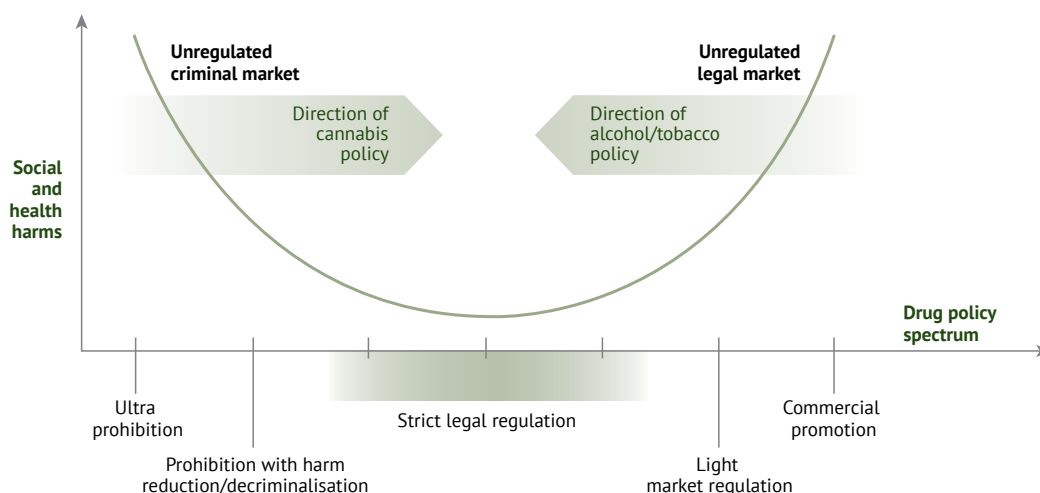 Unregulated
criminal market
Unregulated
legal market
Direction of
cannabis
policy
Direction of
alcohol/tobacco
policy
Social
and
health
harms
Drug policy
spectrum
Ultra
prohibition
Strict legal regulation
Commercial
promotion
Prohibition with harm
reduction/decriminalisation
Light
market regulation